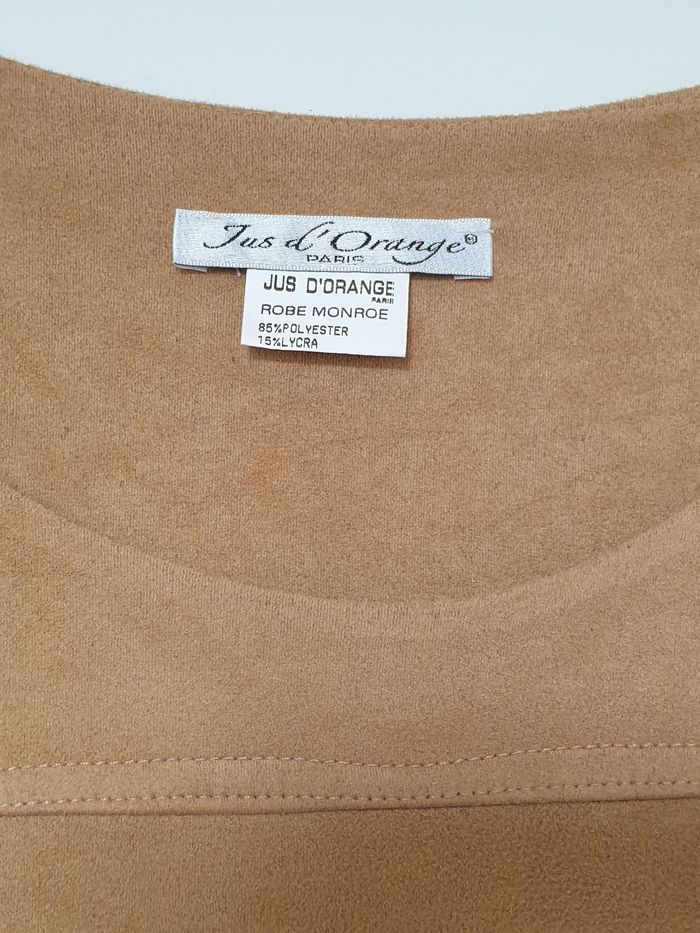 Jus d'Orange®
PARIS
JUS D'ORANGE
PARIS
ROBE MONROE
85%POLYESTER
15%LYCRA